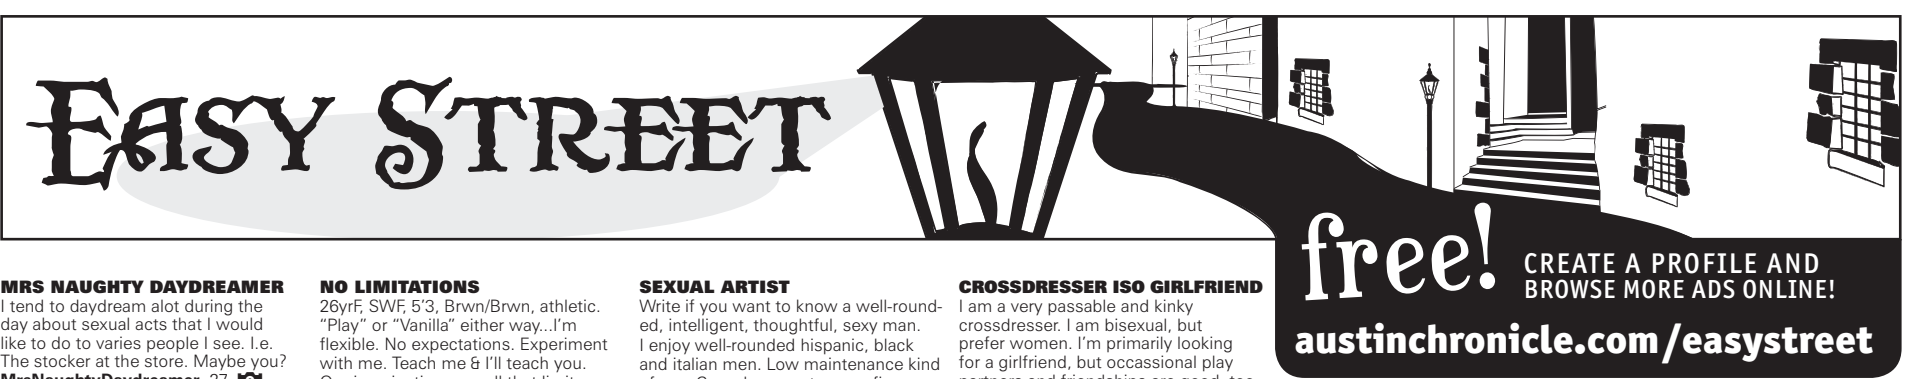 EASY STREET
MRS NAUGHTY DAYDREAMER
I tend to daydream alot during the
day about sexual acts that I would
like to do to varies people I see. I.e.
The stocker at the store. Maybe you?
MrsNaughtyDaydreamer, 27,
NO LIMITATIONS
26yrF, SWF, 5’3, Brwn/Brwn, athletic.
“Play” or “Vanilla” either way...I’m
flexible. No expectations. Experiment
with me. Teach me & I’ll teach you.
SEXUAL ARTIST
Write if you want to know a well-round-
ed, intelligent, thoughtful, sexy man.
I enjoy well-rounded hispanic, black
and italian men. Low maintenance kind
CROSSDRESSER ISO GIRLFRIEND
I am a very passable and kinky
crossdresser. I am bisexual, but
prefer women. I’m primarily looking
for a girlfriend, but occassional play
free!
CREATE A PROFILE AND
BROWSE MORE ADS ONLINE!
austinchronicle.com/easystreet